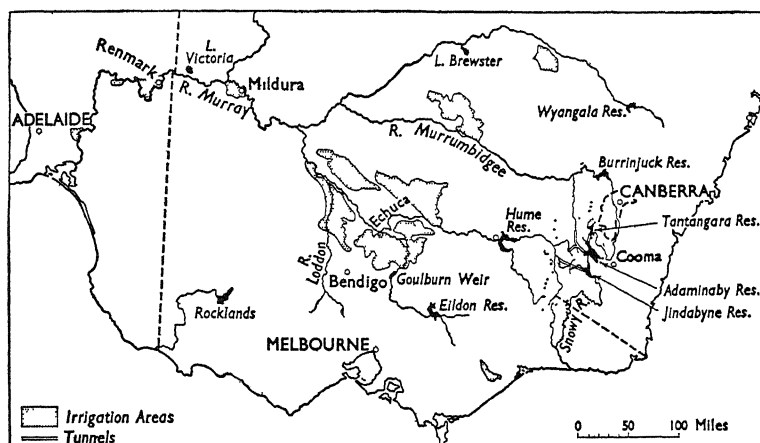 L.
Victoria
Renmark
Mildura
R. Murray
ADELAIDE
L. Brewster
Wyangala Res.
R. Murrumbidgee
Burrinjuck Res.
CANBERRA
Tantangara Res.
Echuca
Hume
Res.
Cooma
R.
Loddon
Bendigo
Goulburn Weir
Adaminaby Res.
Eildon Res.
Jindabyne Res.
Rocklands
Snowy R.
MELBOURNE
Irrigation Areas
Tunnels
0 50 100 Miles